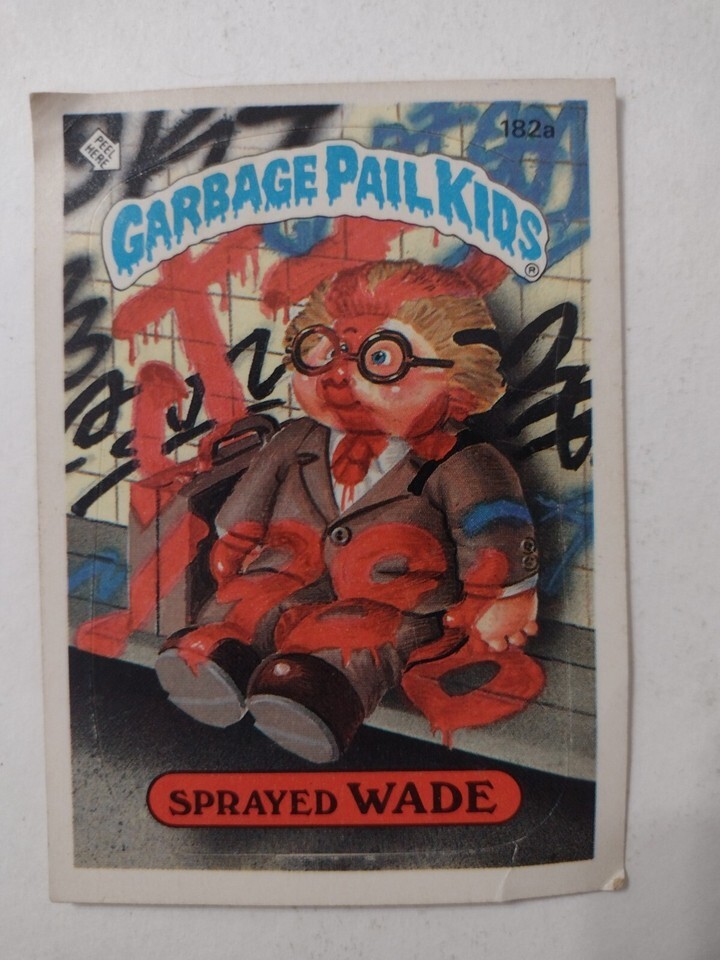 182a
PEEL
HERE
GARBAGE PAIL KIDS
®
SPRAYED WADE